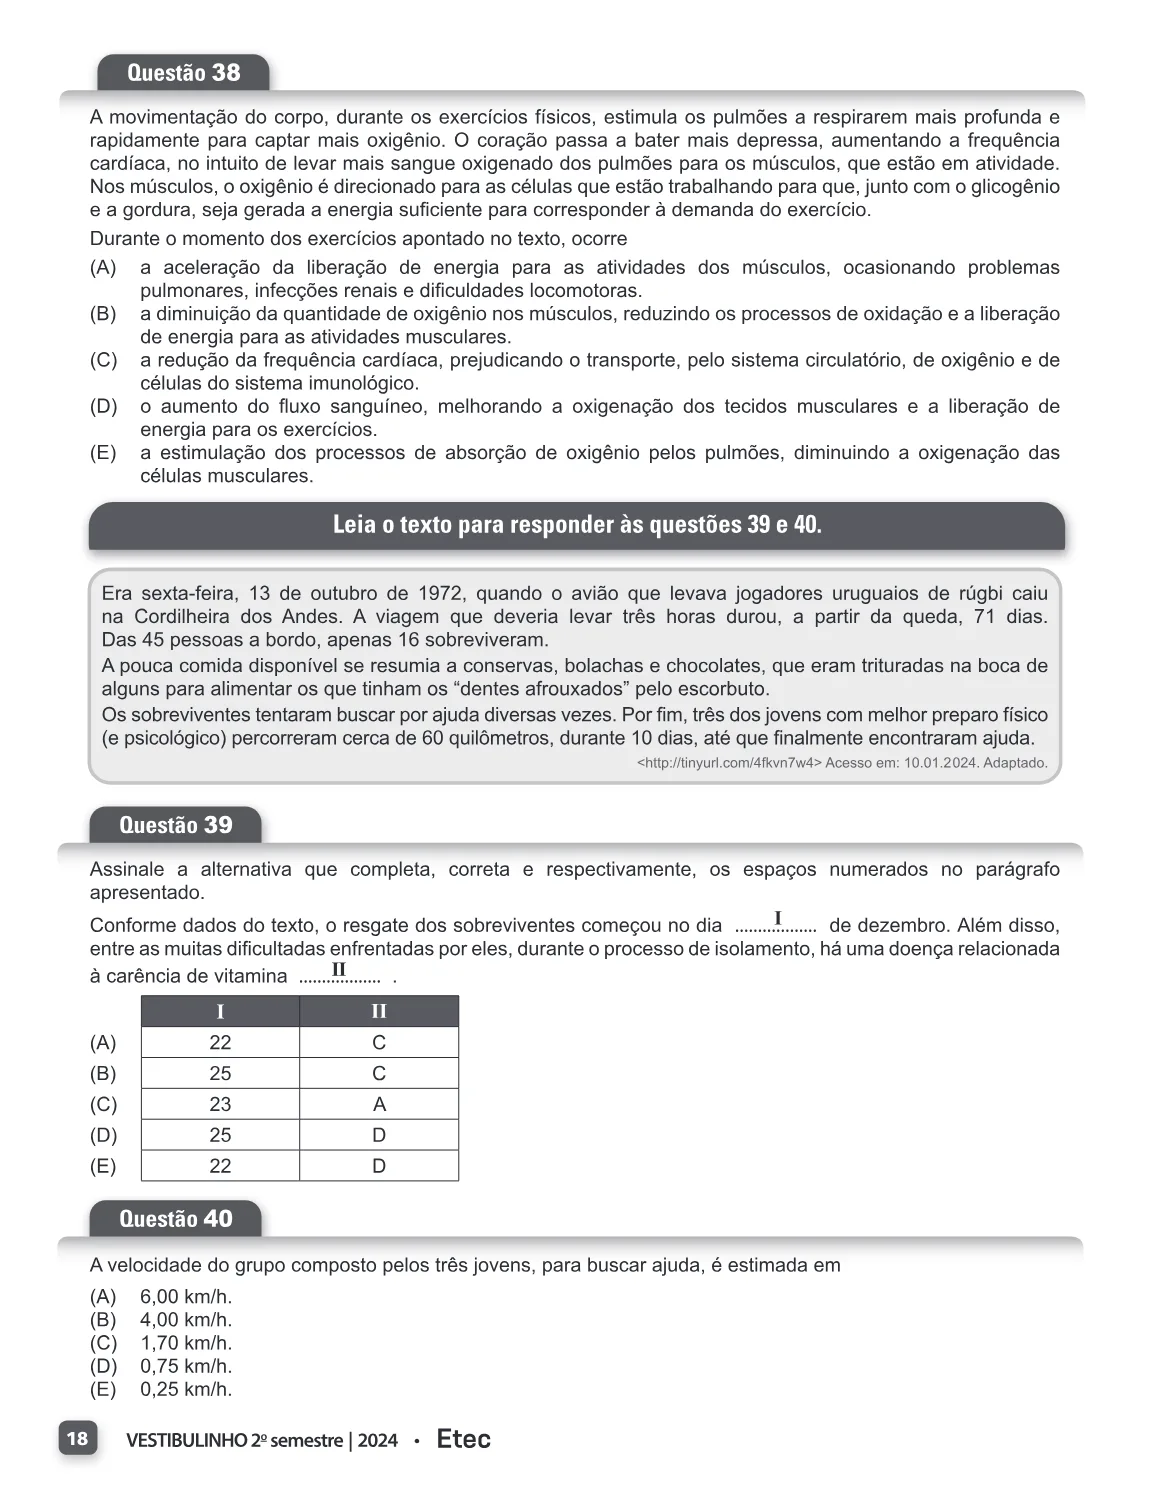 Questão 38
A movimentação do corpo, durante os exercícios físicos, estimula os pulmões a respirarem mais profunda e
rapidamente para captar mais oxigênio. O coração passa a bater mais depressa, aumentando a frequência
cardíaca, no intuito de levar mais sangue oxigenado dos pulmões para os músculos, que estão em atividade.
Nos músculos, o oxigênio é direcionado para as células que estão trabalhando para que, junto com o glicogênio
e a gordura, seja gerada a energia suficiente para corresponder à demanda do exercício.
Durante o momento dos exercícios apontado no texto, ocorre
(A) a aceleração da liberação de energia para as atividades dos músculos, ocasionando problemas
pulmonares, infecções renais e dificuldades locomotoras.
(B) a diminuição da quantidade de oxigênio nos músculos, reduzindo os processos de oxidação e a liberação
de energia para as atividades musculares.
(C) a redução da frequência cardíaca, prejudicando o transporte, pelo sistema circulatório, de oxigênio e de
células do sistema imunológico.
(D) o aumento do fluxo sanguíneo, melhorando a oxigenação dos tecidos musculares e a liberação de
energia para os exercícios.
(E) a estimulação dos processos de absorção de oxigênio pelos pulmões, diminuindo a oxigenação das
células musculares.
Leia o texto para responder às questões 39 e 40.
Era sexta-feira, 13 de outubro de 1972, quando o avião que levava jogadores uruguaios de rúgbi caiu
na Cordilheira dos Andes. A viagem que deveria levar três horas durou, a partir da queda, 71 dias.
Das 45 pessoas a bordo, apenas 16 sobreviveram.
A pouca comida disponível se resumia a conservas, bolachas e chocolates, que eram trituradas na boca de
alguns para alimentar os que tinham os “dentes afrouxados” pelo escorbuto.
Os sobreviventes tentaram buscar por ajuda diversas vezes. Por fim, três dos jovens com melhor preparo físico
(e psicológico) percorreram cerca de 60 quilômetros, durante 10 dias, até que finalmente encontraram ajuda.
<http://tinyurl.com/4fkvn7w4> Acesso em: 10.01.2024. Adaptado.
Questão 39
Assinale a alternativa que completa, correta e respectivamente, os espaços numerados no parágrafo
apresentado.
Conforme dados do texto, o resgate dos sobreviventes começou no dia ........I.......... de dezembro. Além disso,
entre as muitas dificultadas enfrentadas por eles, durante o processo de isolamento, há uma doença relacionada
à carência de vitamina ........II.......... .
I II
(A) 22 C
(B) 25 C
(C) 23 A
(D) 25 D
(E) 22 D
Questão 40
A velocidade do grupo composto pelos três jovens, para buscar ajuda, é estimada em
(A) 6,00 km/h.
(B) 4,00 km/h.
(C) 1,70 km/h.
(D) 0,75 km/h.
(E) 0,25 km/h.
18 VESTIBULINHO 2º semestre | 2024 • Etec